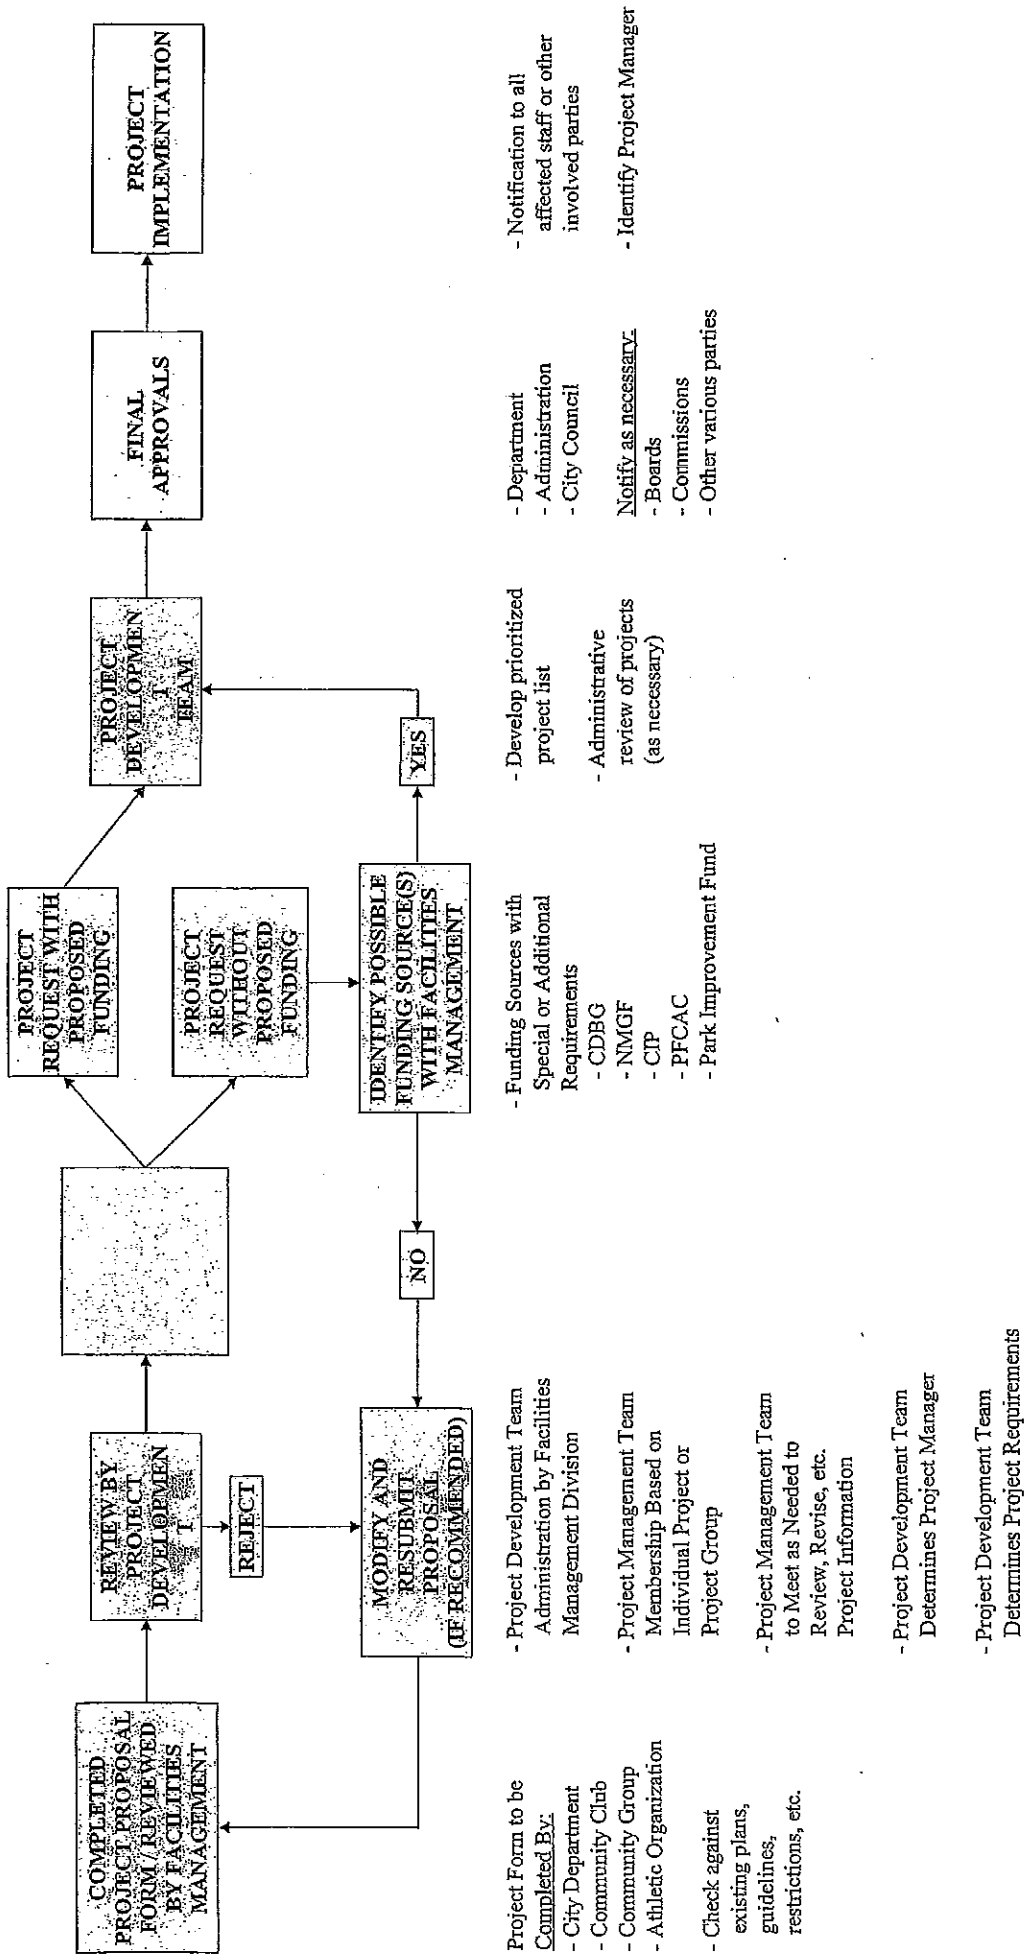 COMPLETED
PROJECT PROPOSAL
FORM / REVIEWED
BY FACILITIES
MANAGEMENT
REVIEW BY
PROJECT
DEVELOPMEN
T
REJECT
MODIFY AND
RESUBMIT
PROPOSAL
(IF RECOMMENDED)
NO
PROJECT
REQUEST WITH
PROPOSED
FUNDING
PROJECT
REQUEST
WITHOUT
PROPOSED
FUNDING
IDENTIFY POSSIBLE
FUNDING SOURCE(S)
WITH FACILITIES
MANAGEMENT
YES
PROJECT
DEVELOPMEN
T
TEAM
FINAL
APPROVALS
PROJECT
IMPLEMENTATION
Project Form to be
Completed By:
- City Department
- Community Club
- Community Group
- Athletic Organization
- Check against
existing plans,
guidelines,
restrictions, etc.
- Project Development Team
Administration by Facilities
Management Division
- Project Management Team
Membership Based on
Individual Project or
Project Group
- Project Management Team
to Meet as Needed to
Review, Revise, etc.
Project Information
- Project Development Team
Determines Project Manager
- Project Development Team
Determines Project Requirements
- Funding Sources with
Special or Additional
Requirements
- CDBG
- NMGF
- CIP
- PFCAC
- Park Improvement Fund
- Develop prioritized
project list
- Administrative
review of projects
(as necessary)
- Department
- Administration
- City Council
Notify as necessary:
- Boards
- Commissions
- Other various parties
- Notification to all
affected staff or other
involved parties
- Identify Project Manager